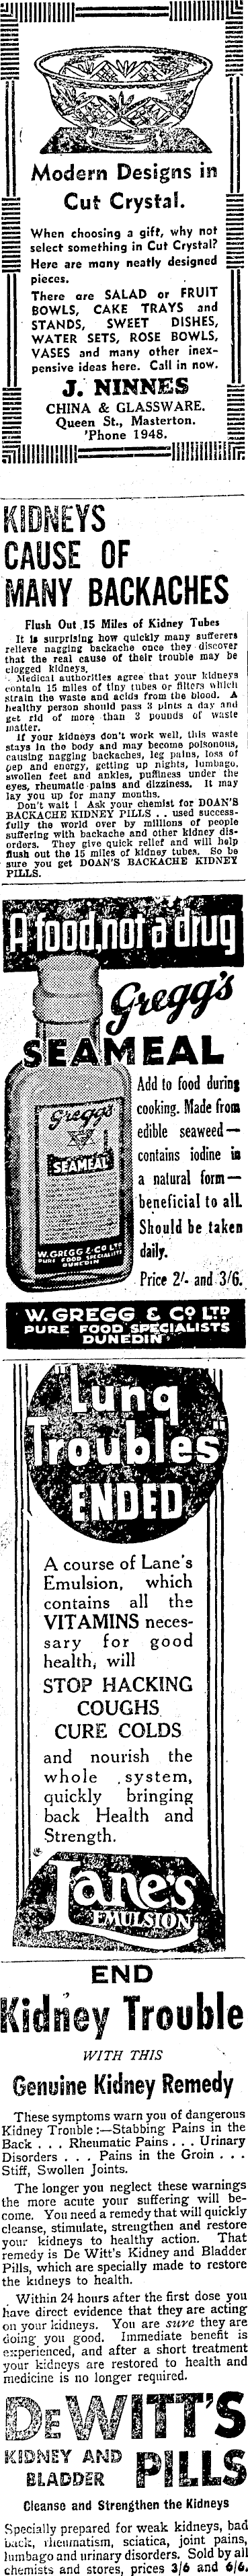 Modern Designs in
Cut Crystal.
When choosing a gift, why not
select something in Cut Crystal?
Here are many neatly designed
pieces.
There are SALAD or FRUIT
BOWLS, CAKE TRAYS and
STANDS, SWEET DISHES,
WATER SETS, ROSE BOWLS,
VASES and many other inex-
pensive ideas here. Call in now.
J. NINNES
CHINA & GLASSWARE.
Queen St., Masterton.
'Phone 1948.
KIDNEYS
CAUSE OF
MANY BACKACHES
Flush Out 15 Miles of Kidney Tubes
It is surprising how quickly many sufferers
relieve nagging backache once they discover
that the real cause of their trouble may be
clogged kidneys.
Medical authorities agree that your kidneys
contain 15 miles of tiny tubes or filters which
strain the waste and acids from the blood. A
healthy person should pass 3 pints a day and
get rid of more than 3 pounds of waste
matter.
If your kidneys don't work well, this waste
stays in the body and may become poisonous,
causing nagging backaches, leg pains, loss of
pep and energy, getting up nights, lumbago,
swollen feet and ankles, puffiness under the
eyes, rheumatic pains and dizziness. It may
lay you up for many months.
Don't wait! Ask your chemist for DOAN'S
BACKACHE KIDNEY PILLS . . used success-
fully the world over by millions of people
suffering with backache and other kidney dis-
orders. They give quick relief and will help
flush out the 15 miles of kidney tubes. So be
sure you get DOAN'S BACKACHE KIDNEY
PILLS.
A food, not a drug
Gregg's
SEAMEAL
Add to food during
cooking. Made from
edible seaweed—
contains iodine in
a natural form—
beneficial to all.
Should be taken
daily.
Price 2/- and 3/6.
Gregg's
SEAMEAL
W. GREGG & CO LTD
PURE FOOD SPECIALISTS
DUNEDIN
W. GREGG & CO LTD
PURE FOOD SPECIALISTS
DUNEDIN
"Lung
Troubles"
ENDED
A course of Lane's
Emulsion, which
contains all the
VITAMINS neces-
sary for good
health, will
STOP HACKING
COUGHS
CURE COLDS
and nourish the
whole system,
quickly bringing
back Health and
Strength.
Lane's
EMULSION
END
Kidney Trouble
WITH THIS
Genuine Kidney Remedy
These symptoms warn you of dangerous
Kidney Trouble:—Stabbing Pains in the
Back . . . Rheumatic Pains . . . Urinary
Disorders . . . Pains in the Groin . . .
Stiff, Swollen Joints.
The longer you neglect these warnings
the more acute your suffering will be-
come. You need a remedy that will quickly
cleanse, stimulate, strengthen and restore
your kidneys to healthy action. That
remedy is De Witt's Kidney and Bladder
Pills, which are specially made to restore
the kidneys to health.
Within 24 hours after the first dose you
have direct evidence that they are acting
on your kidneys. You are sure they are
doing you good. Immediate benefit is
experienced, and after a short treatment
your kidneys are restored to health and
medicine is no longer required.
DEWITT'S
KIDNEY AND
BLADDER PILLS
Cleanse and Strengthen the Kidneys
Specially prepared for weak kidneys, bad
back, rheumatism, sciatica, joint pains,
lumbago and urinary disorders. Sold by all
chemists and stores, prices 3/6 and 6/6.